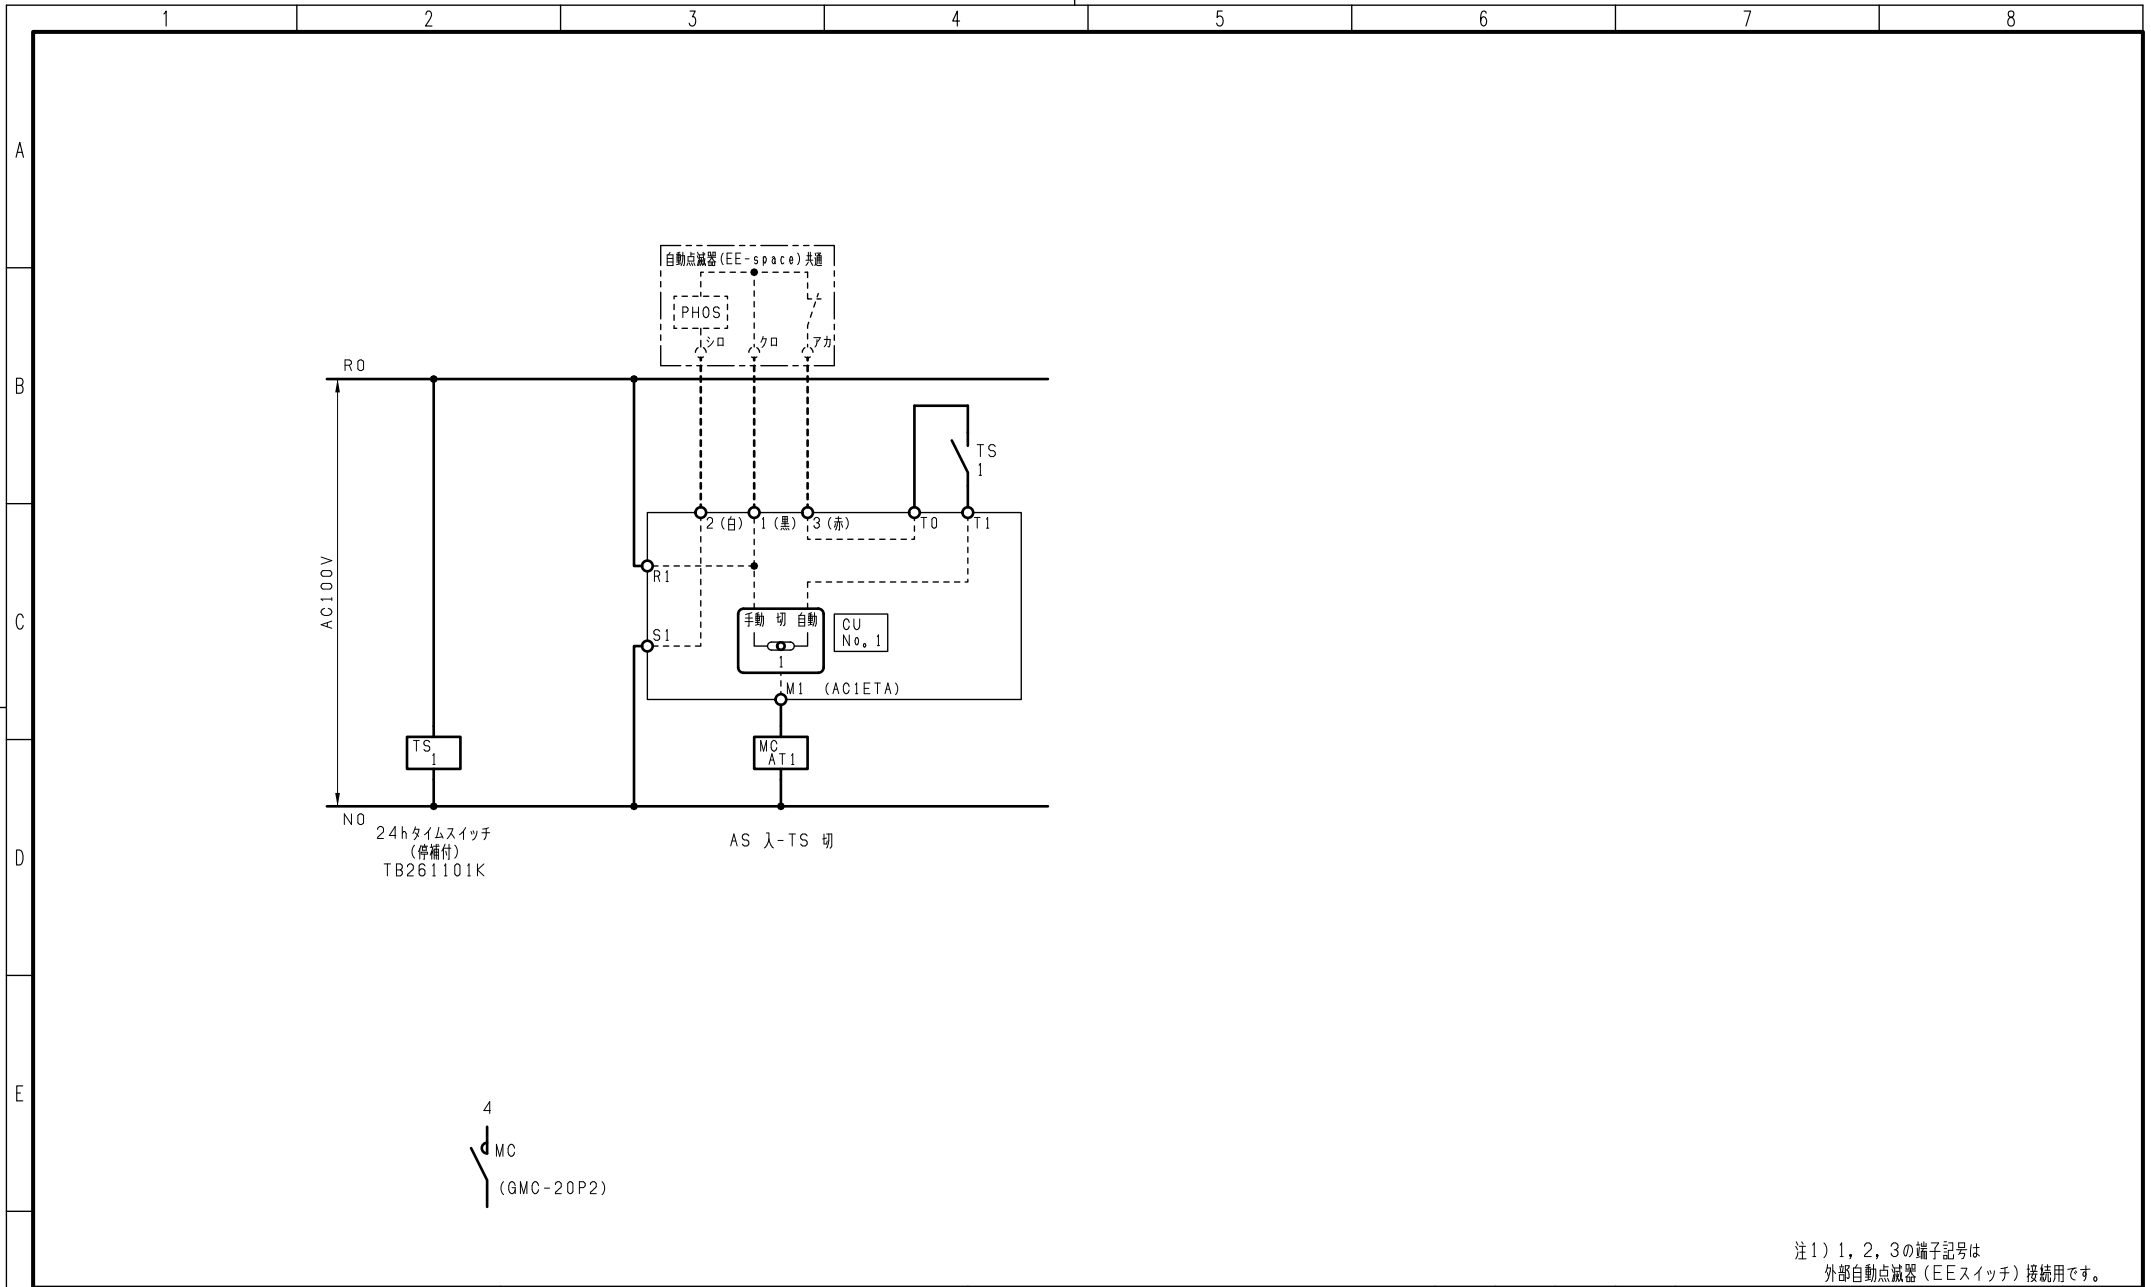 1 2 3 4 5 6 7 8
A
自動点滅器(EE-space)共通
PHOS
シロ クロ アカ
R0
B
TS
1
2(白) 1(黒) 3(赤) T0 T1
R1
AC100V
C
手動 切 自動
CU
No。1
S1
1
M1 (AC1ETA)
TS
1
MC
AT1
N0
24hタイムスイッチ
(停補付)
TB261101K
AS 入-TS 切
D
E
4
MC
(GMC-20P2)
注1) 1, 2, 3の端子記号は
外部自動点滅器(EEスイッチ)接続用です。